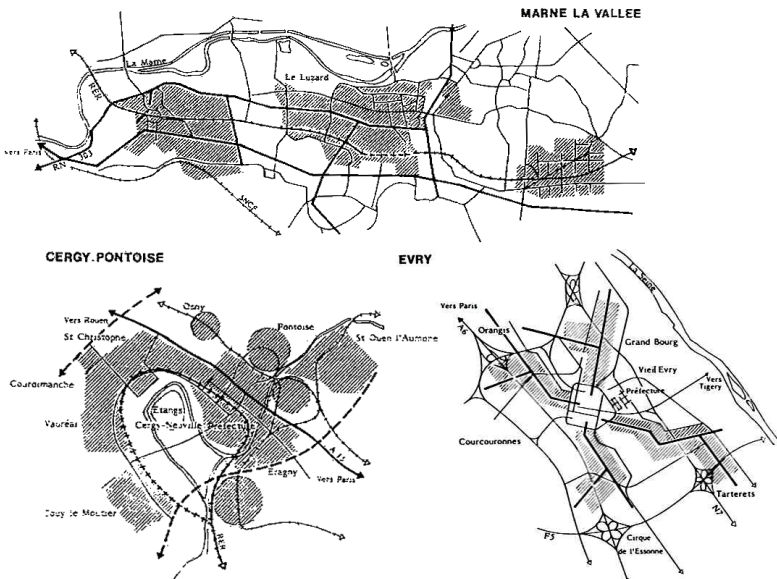 MARNE LA VALLEE
La Marne
RER
Le Luzard
vers Paris
RN 303
SNCF
CERGY-PONTOISE
EVRY
Osny
Vers Rouen
Pontoise
St Christophe
St Ouen l'Aumone
Courdimanche
Etangs
Vauréal
Cergy-Neuville Préfecture
A 15
Eragny
Vers Paris
Jouy le Moutier
RER
La Seine
Vers Paris
A6
Orangis
Grand Bourg
Vieil Evry
Préfecture
Vers
Tigery
Courcouronnes
Tarterets
N7
F5
Cirque
de l'Essonne